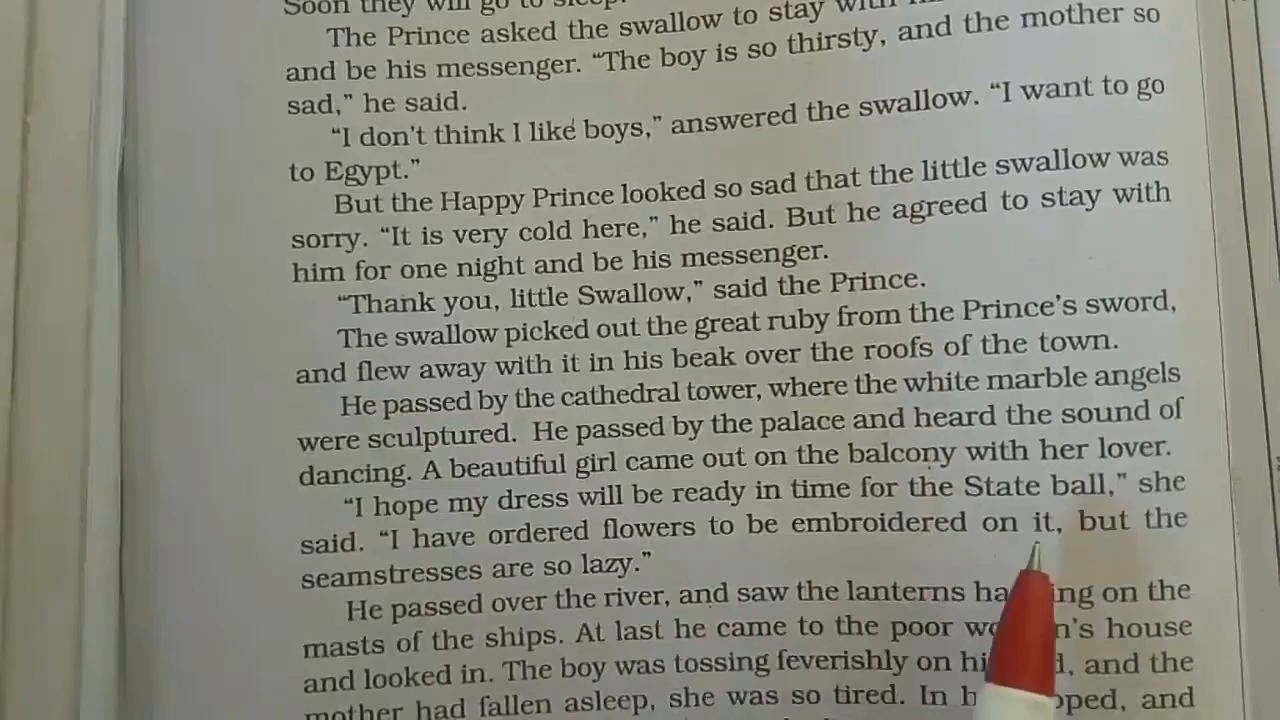 Soon they will go to sleep.
The Prince asked the swallow to stay with
and be his messenger. “The boy is so thirsty, and the mother so
sad,” he said.
“I don't think I like boys,” answered the swallow. “I want to go
to Egypt.”
But the Happy Prince looked so sad that the little swallow was
sorry. “It is very cold here,” he said. But he agreed to stay with
him for one night and be his messenger.
“Thank you, little Swallow,” said the Prince.
The swallow picked out the great ruby from the Prince's sword,
and flew away with it in his beak over the roofs of the town.
He passed by the cathedral tower, where the white marble angels
were sculptured. He passed by the palace and heard the sound of
dancing. A beautiful girl came out on the balcony with her lover.
“I hope my dress will be ready in time for the State ball,” she
said. “I have ordered flowers to be embroidered on it, but the
seamstresses are so lazy.”
He passed over the river, and saw the lanterns on the
masts of the ships. At last he came to the poor house
and looked in. The boy was tossing feverishly on and the
mother had fallen asleep, she was so tired. In and